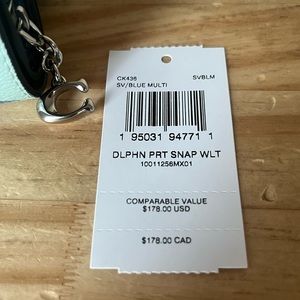 CK436 SVBLM
SV/BLUE MULTI
1 95031 94771 1
DLPHN PRT SNAP WLT
10011256MX01
COMPARABLE VALUE
$178.00 USD
$178.00 CAD